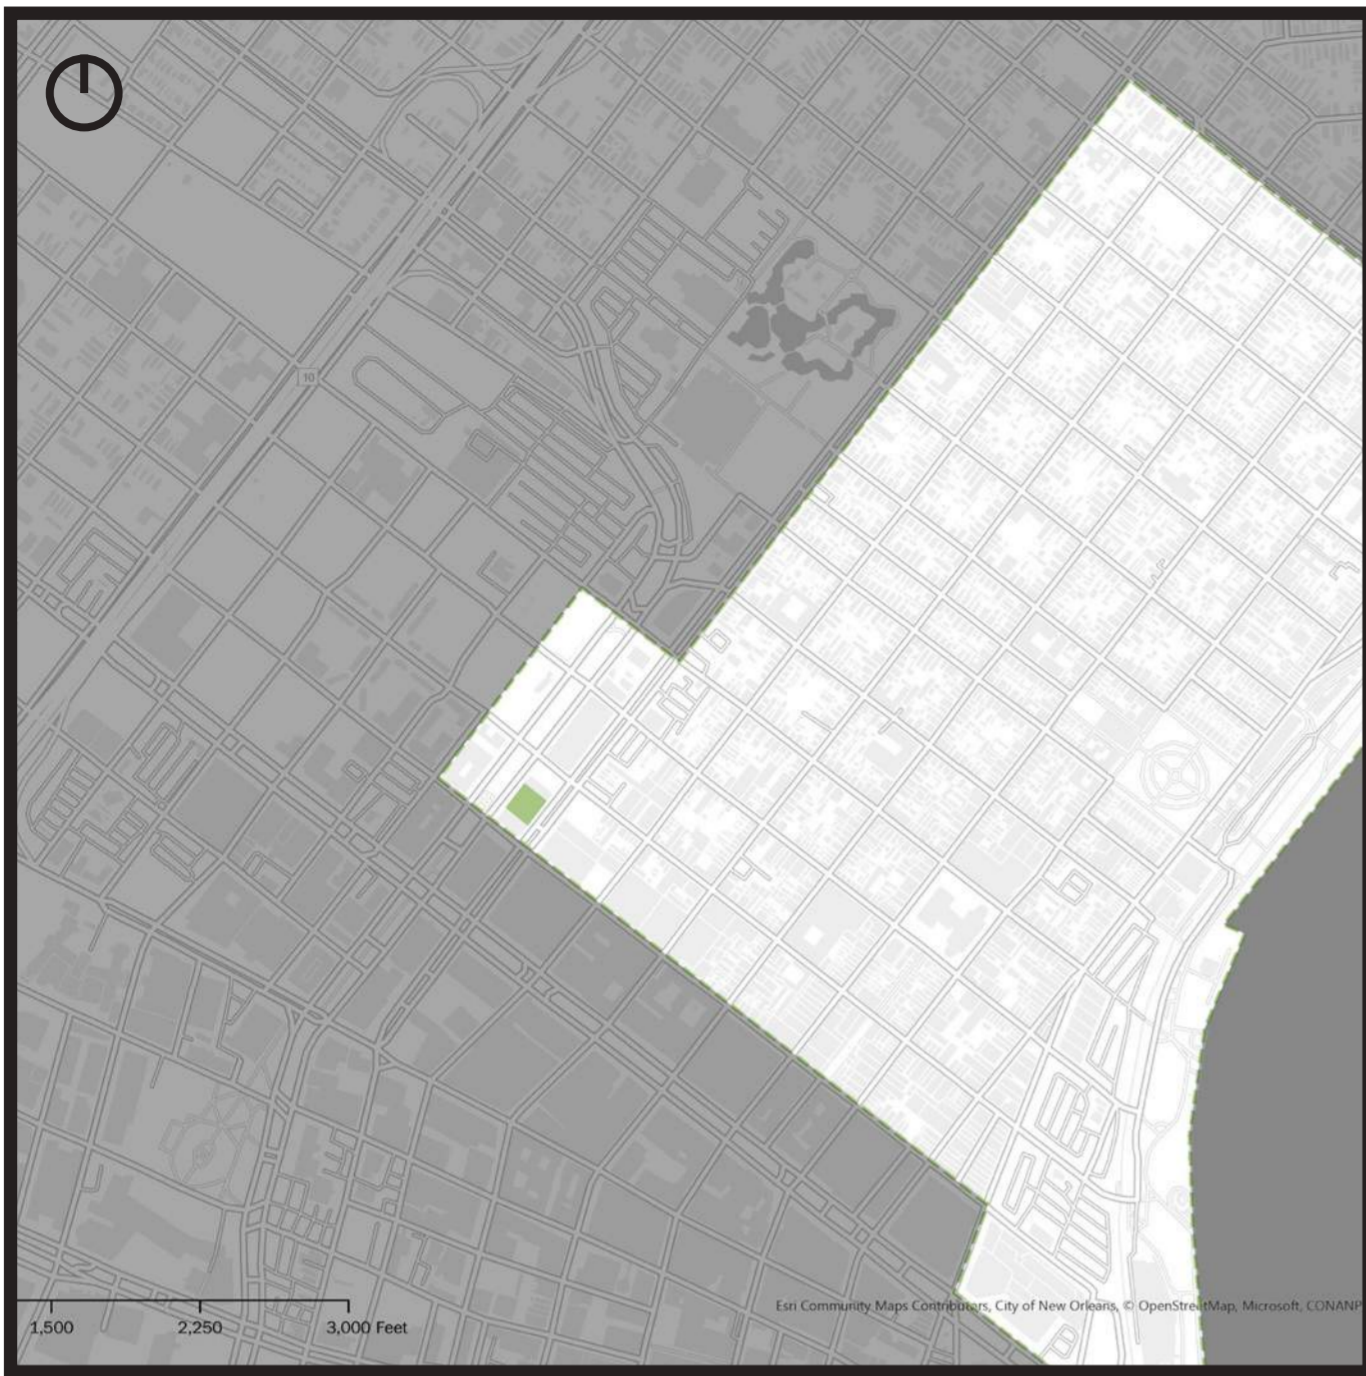 10
Esri Community Maps Contributors, City of New Orleans, © OpenStreetMap, Microsoft, CONANP
1,500 2,250 3,000 Feet